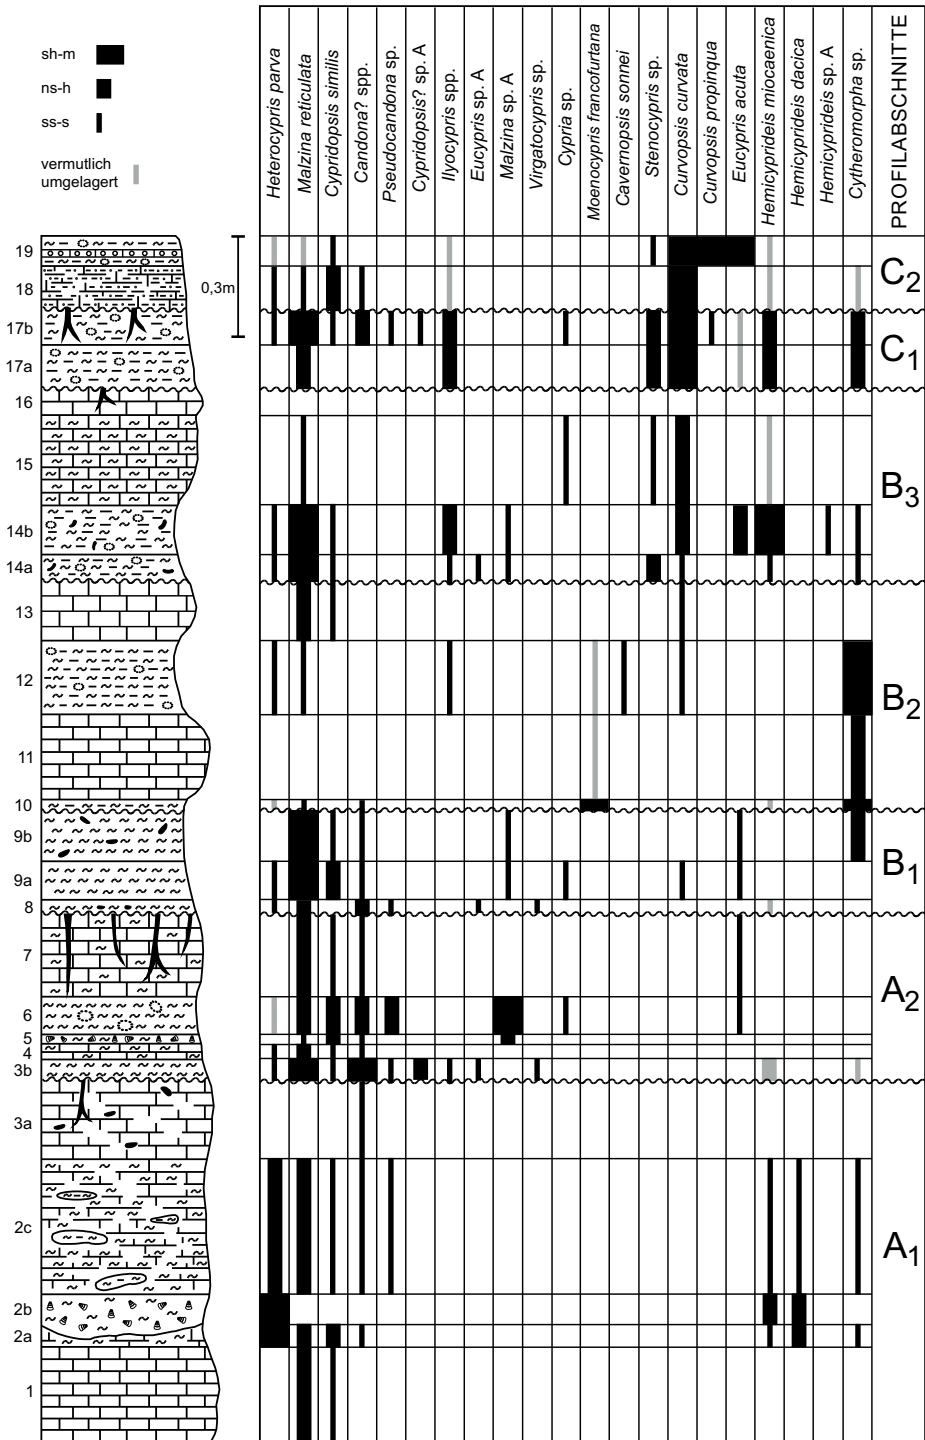 sh-m
ns-h
ss-s
vermutlich
umgelagert
Heterocypris parva
Malzina reticulata
Cypridopsis similis
Candona? spp.
Pseudocandona sp.
Cypridopsis? sp. A
Ilyocypris spp.
Eucypris sp. A
Malzina sp. A
Virgatocypris sp.
Cypria sp.
Moenocypris francofurtana
Cavernopsis sonnei
Stenocypris sp.
Curvopsis curvata
Curvopsis propinqua
Eucypris acuta
Hemicyprideis miocaenica
Hemicyprideis dacica
Hemicyprideis sp. A
Cytheromorpha sp.
PROFILABSCHNITTE
0,3m
19
18
17b
17a
16
15
14b
14a
13
12
11
10
9b
9a
8
7
6
5
4
3b
3a
2c
2b
2a
1
C2
C1
B3
B2
B1
A2
A1